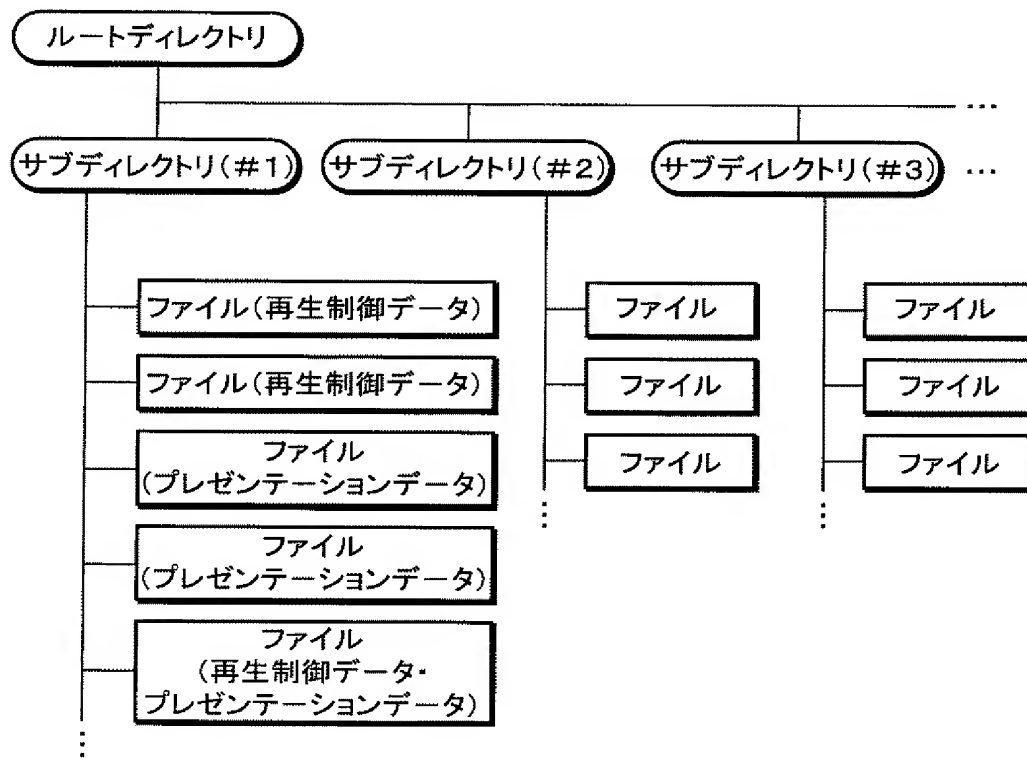 ルートディレクトリ
…
サブディレクトリ(#1)
サブディレクトリ(#2)
サブディレクトリ(#3)
…
ファイル(再生制御データ)
ファイル(再生制御データ)
ファイル
(プレゼンテーションデータ)
ファイル
(プレゼンテーションデータ)
ファイル
(再生制御データ・
プレゼンテーションデータ)
⋮
ファイル
ファイル
ファイル
⋮
ファイル
ファイル
ファイル
⋮